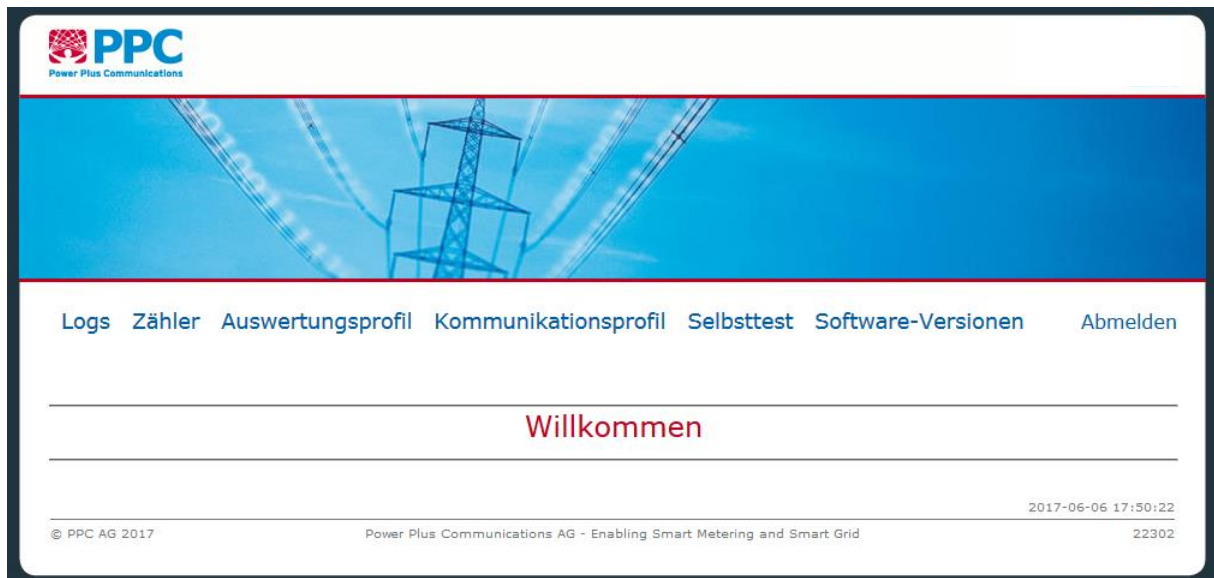 PPC
Power Plus Communications
Logs Zähler Auswertungsprofil Kommunikationsprofil Selbsttest Software-Versionen Abmelden
Willkommen
2017-06-06 17:50:22
© PPC AG 2017 Power Plus Communications AG - Enabling Smart Metering and Smart Grid 22302